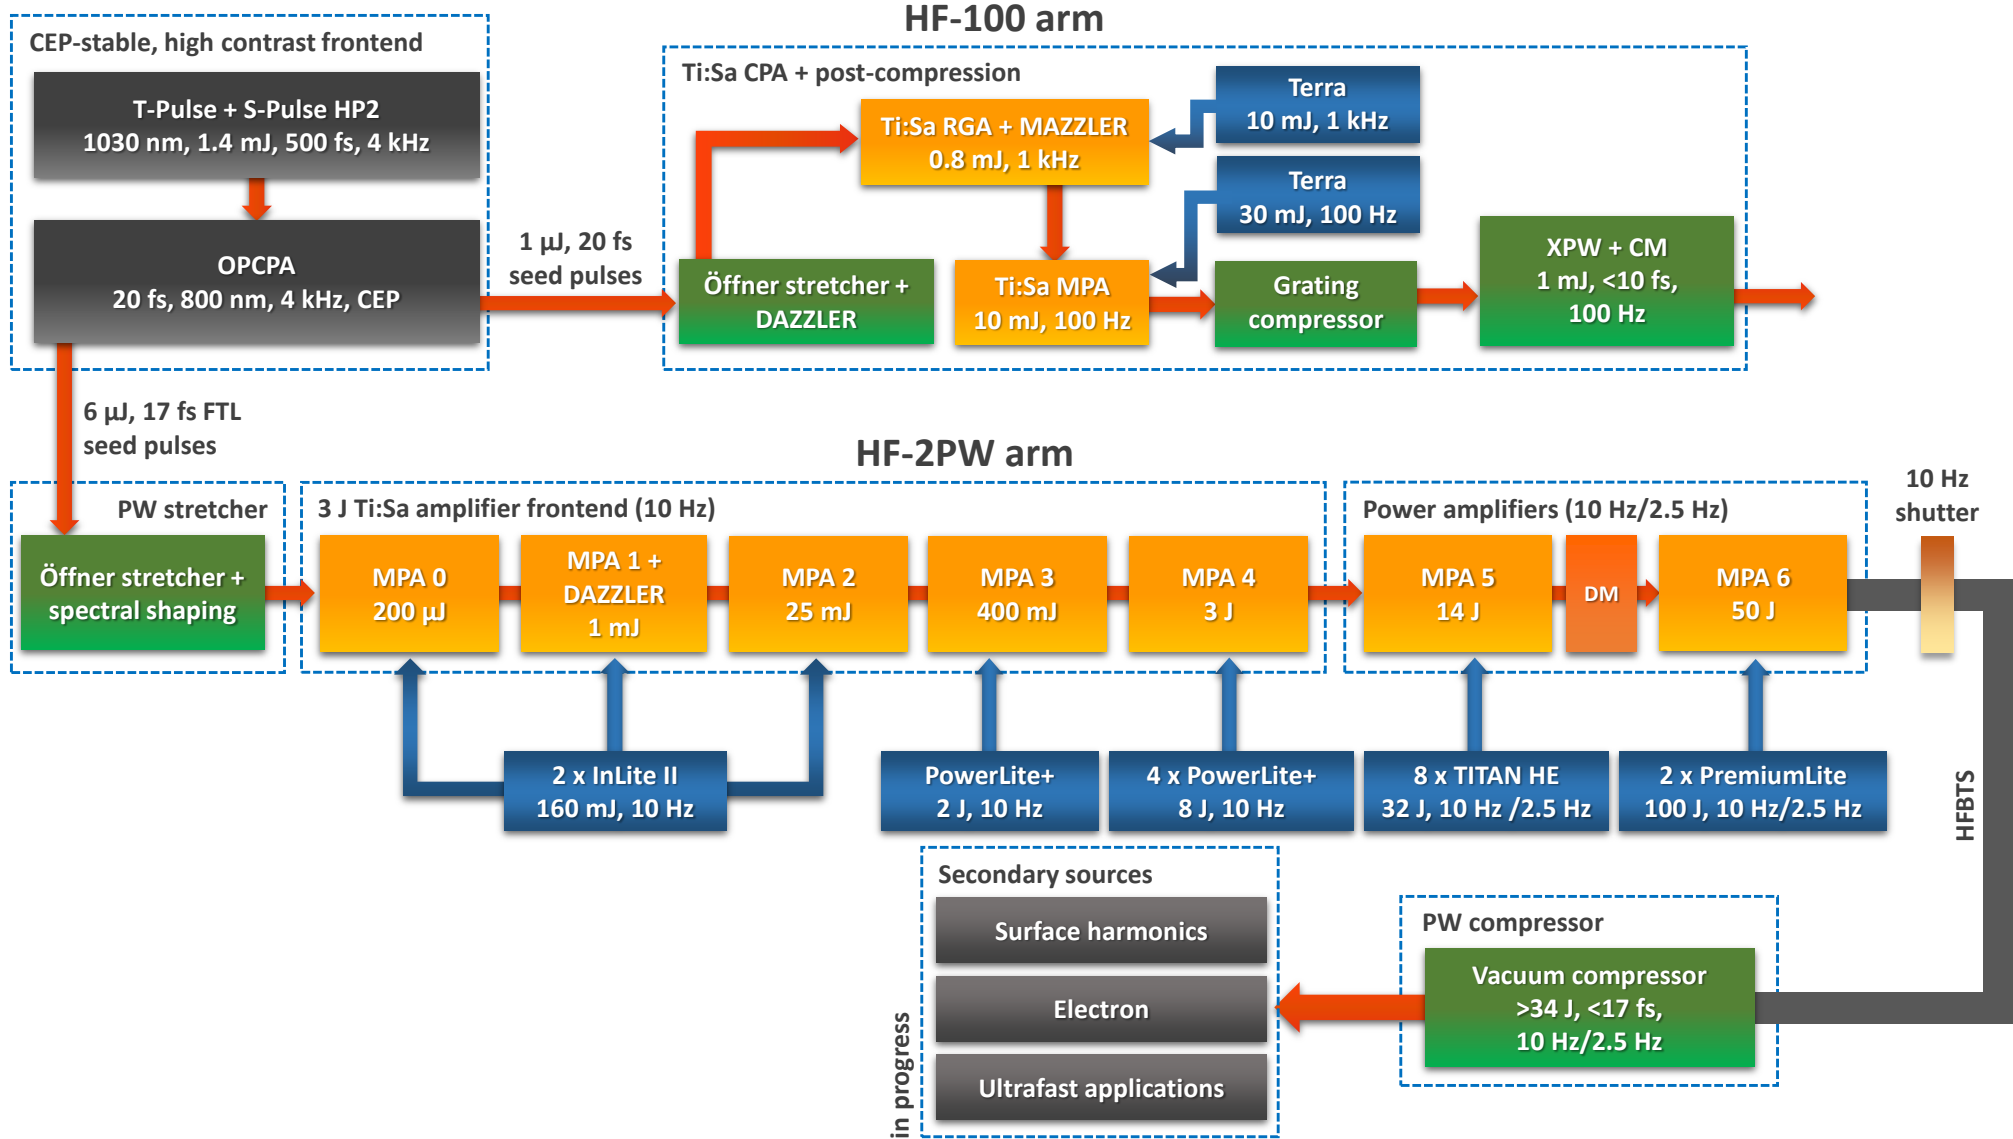 HF-100 arm
CEP-stable, high contrast frontend
T-Pulse + S-Pulse HP2
1030 nm, 1.4 mJ, 500 fs, 4 kHz
OPCPA
20 fs, 800 nm, 4 kHz, CEP
1 µJ, 20 fs
seed pulses
Ti:Sa CPA + post-compression
Ti:Sa RGA + MAZZLER
0.8 mJ, 1 kHz
Terra
10 mJ, 1 kHz
Terra
30 mJ, 100 Hz
Öffner stretcher +
DAZZLER
Ti:Sa MPA
10 mJ, 100 Hz
Grating
compressor
XPW + CM
1 mJ, <10 fs,
100 Hz
6 µJ, 17 fs FTL
seed pulses
HF-2PW arm
PW stretcher
Öffner stretcher +
spectral shaping
3 J Ti:Sa amplifier frontend (10 Hz)
MPA 0
200 µJ
MPA 1 +
DAZZLER
1 mJ
MPA 2
25 mJ
MPA 3
400 mJ
MPA 4
3 J
Power amplifiers (10 Hz/2.5 Hz)
MPA 5
14 J
DM
MPA 6
50 J
10 Hz
shutter
2 x InLite II
160 mJ, 10 Hz
PowerLite+
2 J, 10 Hz
4 x PowerLite+
8 J, 10 Hz
8 x TITAN HE
32 J, 10 Hz /2.5 Hz
2 x PremiumLite
100 J, 10 Hz/2.5 Hz
HFBTS
Secondary sources
Surface harmonics
Electron
Ultrafast applications
in progress
PW compressor
Vacuum compressor
>34 J, <17 fs,
10 Hz/2.5 Hz